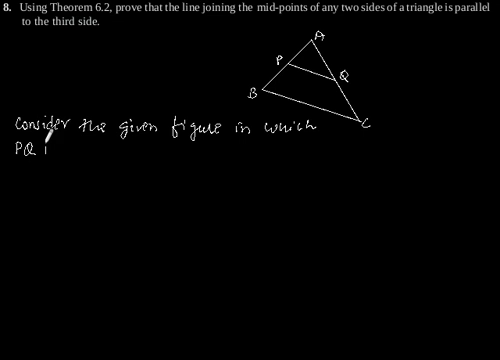 8. Using Theorem 6.2, prove that the line joining the mid-points of any two sides of a triangle is parallel
to the third side.
A
P
Q
B
C
Consider the given figure in which
PQ i